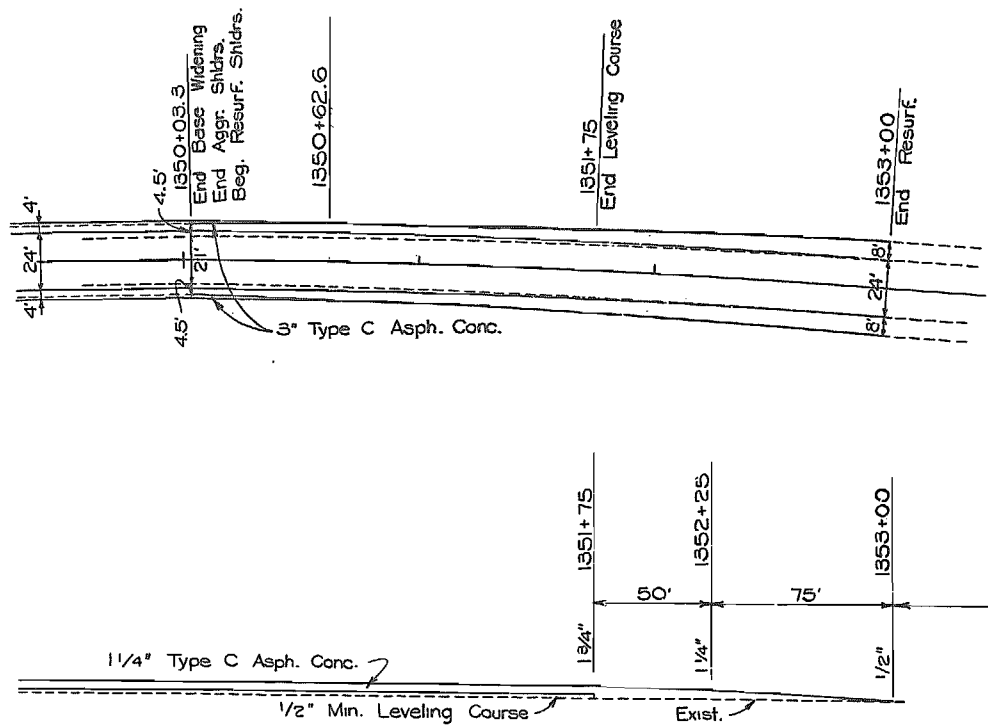 1350+03.3
End Base Widening
End Aggr. Shldrs.
Beg. Resurf. Shldrs.
1350+62.6
1351+75
End Leveling Course
1353+00
End Resurf.
4.5'
4'
24'
4'
21'
4.5'
8'
24'
8'
3" Type C Asph. Conc.
1351+75
1352+25
1353+00
50'
75'
1 3/4"
1 1/4"
1/2"
1 1/4" Type C Asph. Conc.
1/2" Min. Leveling Course
Exist.